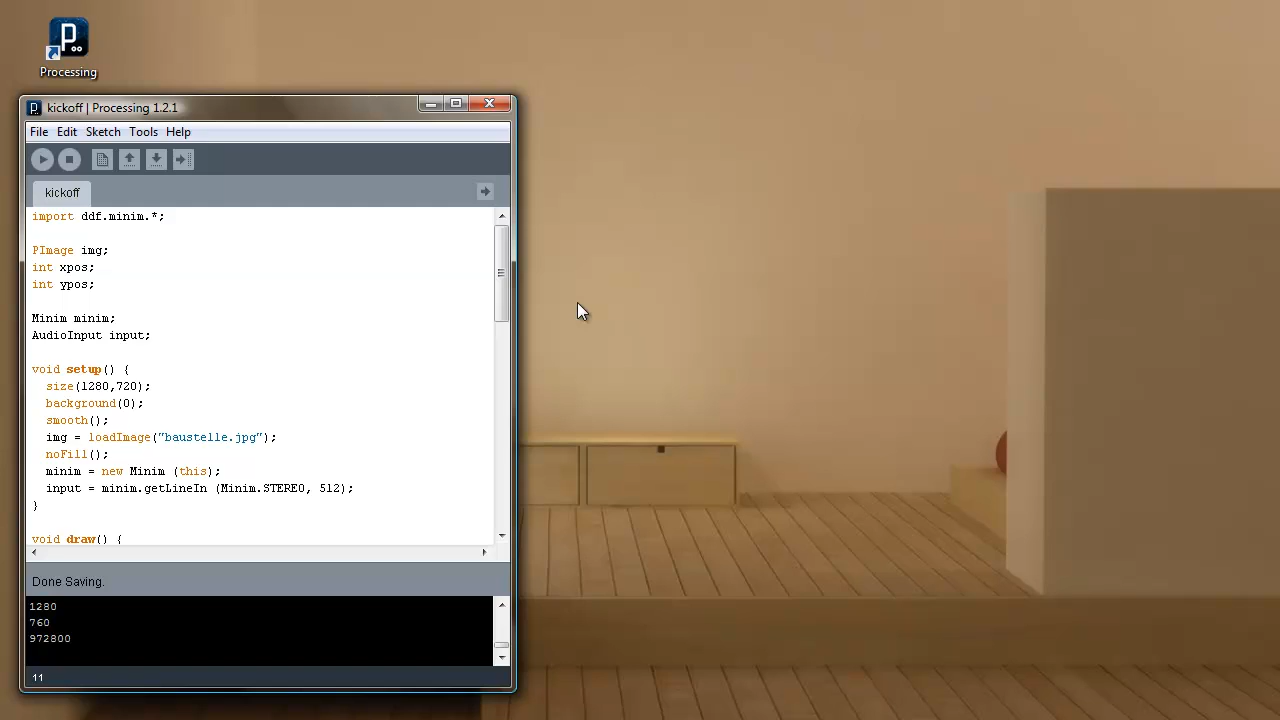 Processing
kickoff | Processing 1.2.1
File Edit Sketch Tools Help
kickoff
import ddf.minim.*;
PImage img;
int xpos;
int ypos;
Minim minim;
AudioInput input;
void setup() {
size(1280,720);
background(0);
smooth();
img = loadImage("baustelle.jpg");
noFill();
minim = new Minim (this);
input = minim.getLineIn (Minim.STEREO, 512);
}
void draw() {
Done Saving.
1280
760
972800
11